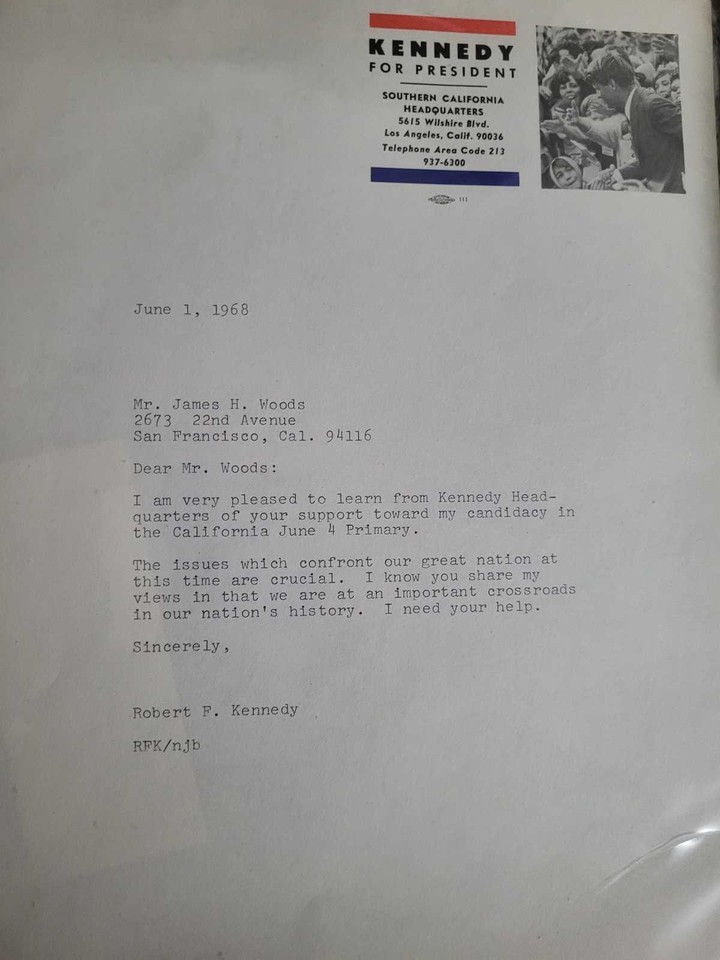 KENNEDY
FOR PRESIDENT
SOUTHERN CALIFORNIA
HEADQUARTERS
5615 Wilshire Blvd.
Los Angeles, Calif. 90036
Telephone Area Code 213
937-6300
111
June 1, 1968
Mr. James H. Woods
2673  22nd Avenue
San Francisco, Cal. 94116
Dear Mr. Woods:
I am very pleased to learn from Kennedy Head-
quarters of your support toward my candidacy in
the California June 4 Primary.
The issues which confront our great nation at
this time are crucial.  I know you share my
views in that we are at an important crossroads
in our nation's history.  I need your help.
Sincerely,
Robert F. Kennedy
RFK/njb